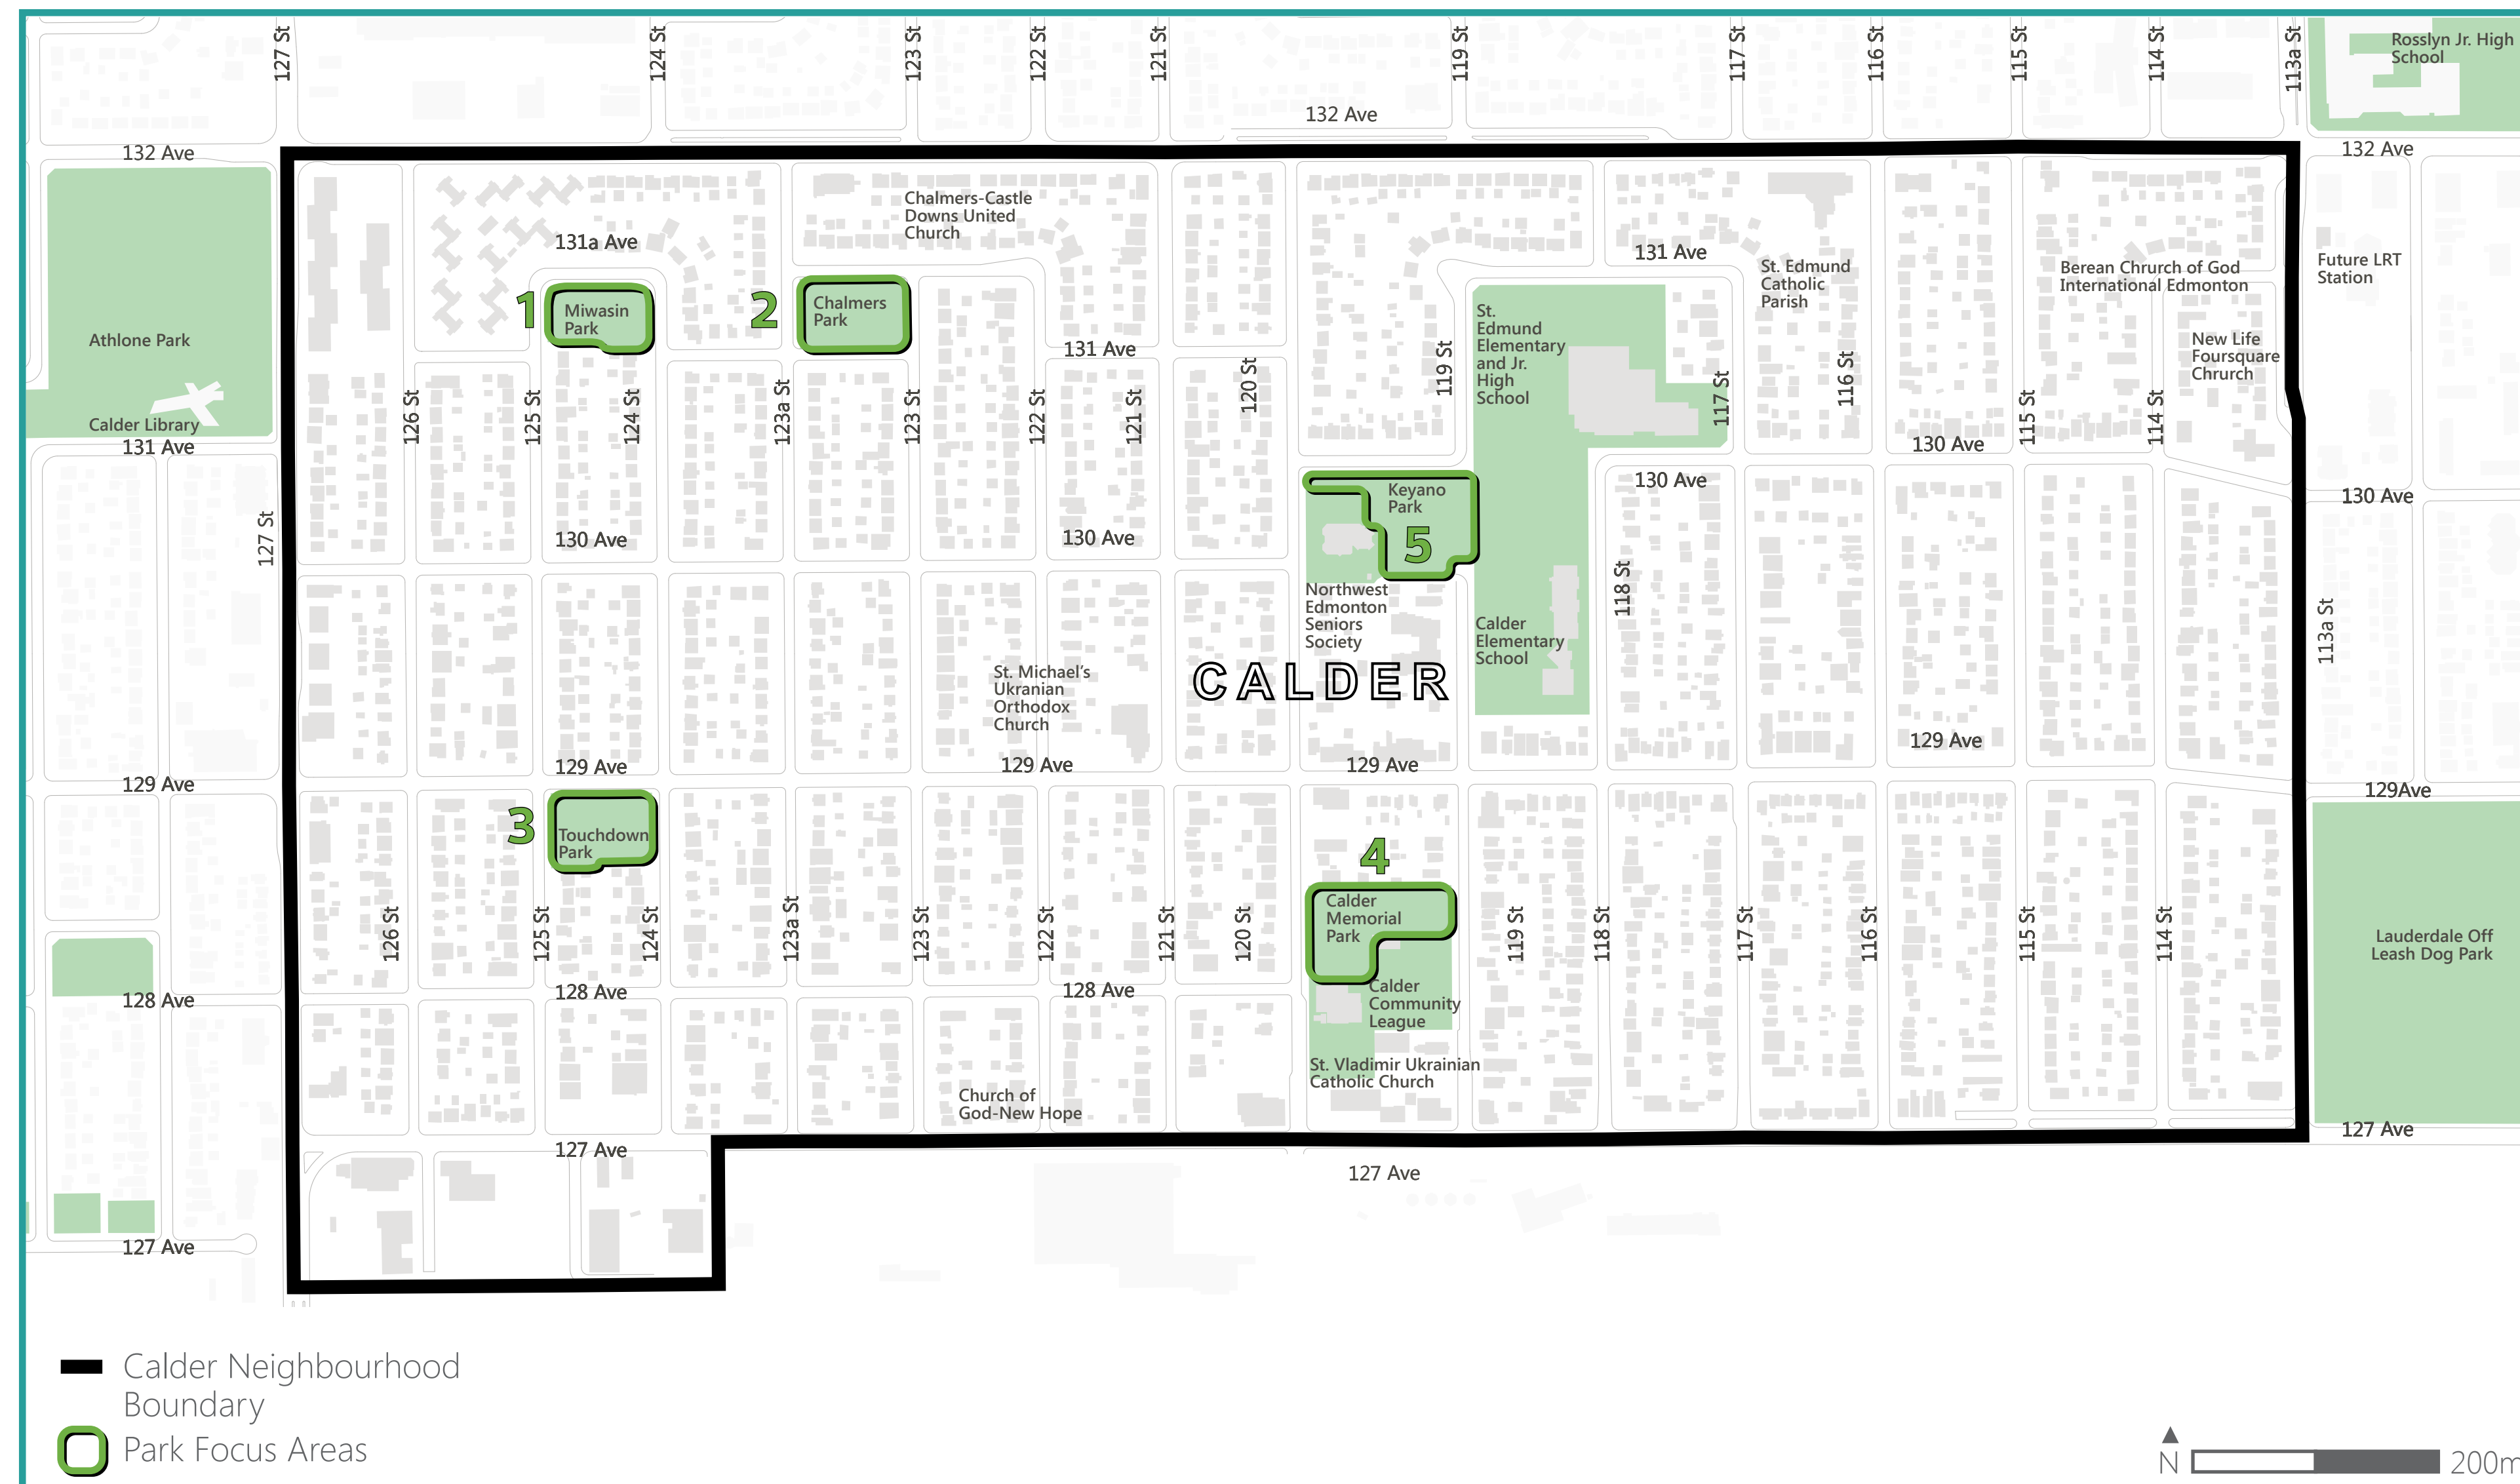 127 St
124 St
123 St
122 St
121 St
119 St
117 St
116 St
115 St
114 St
113a St
Rosslyn Jr. High
School
132 Ave
132 Ave
132 Ave
Chalmers-Castle
Downs United
Church
131a Ave
131 Ave
St. Edmund
Catholic
Parish
Berean Chruch of God
International Edmonton
Future LRT
Station
1
Miwasin
Park
2
Chalmers
Park
St.
Edmund
Elementary
and Jr.
High
School
Athlone Park
131 Ave
New Life
Foursquare
Chruch
Calder Library
131 Ave
126 St
125 St
124 St
123a St
123 St
122 St
121 St
120 St
119 St
117 St
116 St
115 St
114 St
130 Ave
130 Ave
130 Ave
Keyano
Park
5
127 St
130 Ave
130 Ave
118 St
Northwest
Edmonton
Seniors
Society
Calder
Elementary
School
113a St
St. Michael's
Ukranian
Orthodox
Church
CALDER
129 Ave
129 Ave
129 Ave
129 Ave
129 Ave
129Ave
3
Touchdown
Park
4
Calder
Memorial
Park
126 St
125 St
124 St
123a St
123 St
122 St
121 St
120 St
119 St
118 St
117 St
116 St
115 St
114 St
Lauderdale Off
Leash Dog Park
128 Ave
128 Ave
128 Ave
Calder
Community
League
St. Vladimir Ukrainian
Catholic Church
Church of
God-New Hope
127 Ave
127 Ave
127 Ave
127 Ave
Calder Neighbourhood
Boundary
Park Focus Areas
N
200m